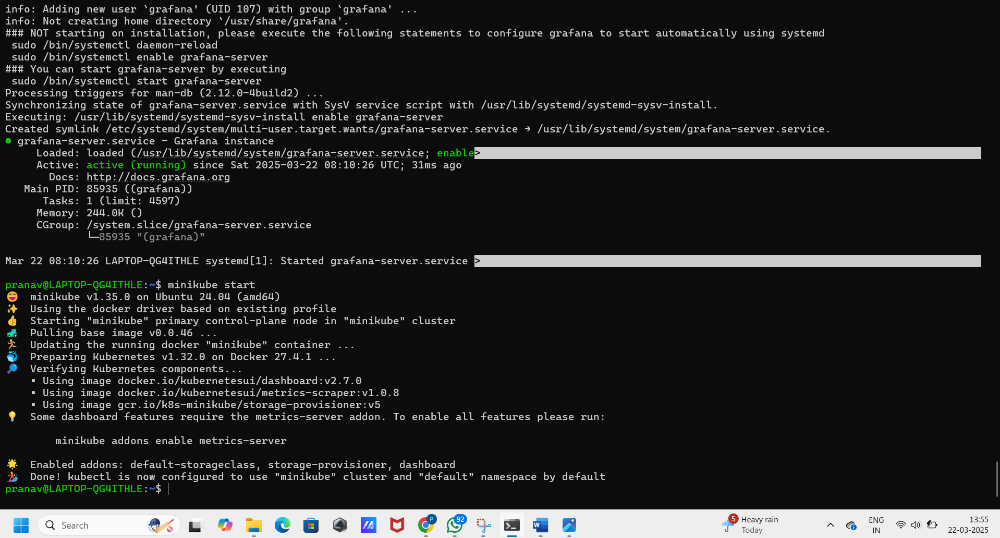 info: Adding new user `grafana' (UID 107) with group `grafana' ...
info: Not creating home directory `/usr/share/grafana'.
### NOT starting on installation, please execute the following statements to configure grafana to start automatically using systemd
 sudo /bin/systemctl daemon-reload
 sudo /bin/systemctl enable grafana-server
### You can start grafana-server by executing
 sudo /bin/systemctl start grafana-server
Processing triggers for man-db (2.12.0-4build2) ...
Synchronizing state of grafana-server.service with SysV service script with /usr/lib/systemd/systemd-sysv-install.
Executing: /usr/lib/systemd/systemd-sysv-install enable grafana-server
Created symlink /etc/systemd/system/multi-user.target.wants/grafana-server.service → /usr/lib/systemd/system/grafana-server.service.
● grafana-server.service - Grafana instance
     Loaded: loaded (/usr/lib/systemd/system/grafana-server.service; enable>
     Active: active (running) since Sat 2025-03-22 08:10:26 UTC; 31ms ago
       Docs: http://docs.grafana.org
   Main PID: 85935 ((grafana))
      Tasks: 1 (limit: 4597)
     Memory: 244.0K ()
     CGroup: /system.slice/grafana-server.service
             └─85935 "(grafana)"
Mar 22 08:10:26 LAPTOP-QG4ITHLE systemd[1]: Started grafana-server.service >
pranav@LAPTOP-QG4ITHLE:~$ minikube start
😄  minikube v1.35.0 on Ubuntu 24.04 (amd64)
✨  Using the docker driver based on existing profile
👍  Starting "minikube" primary control-plane node in "minikube" cluster
🚜  Pulling base image v0.0.46 ...
🏃  Updating the running docker "minikube" container ...
🐳  Preparing Kubernetes v1.32.0 on Docker 27.4.1 ...
🔎  Verifying Kubernetes components...
    ▪ Using image docker.io/kubernetesui/dashboard:v2.7.0
    ▪ Using image docker.io/kubernetesui/metrics-scraper:v1.0.8
    ▪ Using image gcr.io/k8s-minikube/storage-provisioner:v5
💡  Some dashboard features require the metrics-server addon. To enable all features please run:
        minikube addons enable metrics-server
🌟  Enabled addons: default-storageclass, storage-provisioner, dashboard
🏄  Done! kubectl is now configured to use "minikube" cluster and "default" namespace by default
pranav@LAPTOP-QG4ITHLE:~$
Search
P
92
W
5
Heavy rain
Today
ENG
IN
13:55
22-03-2025